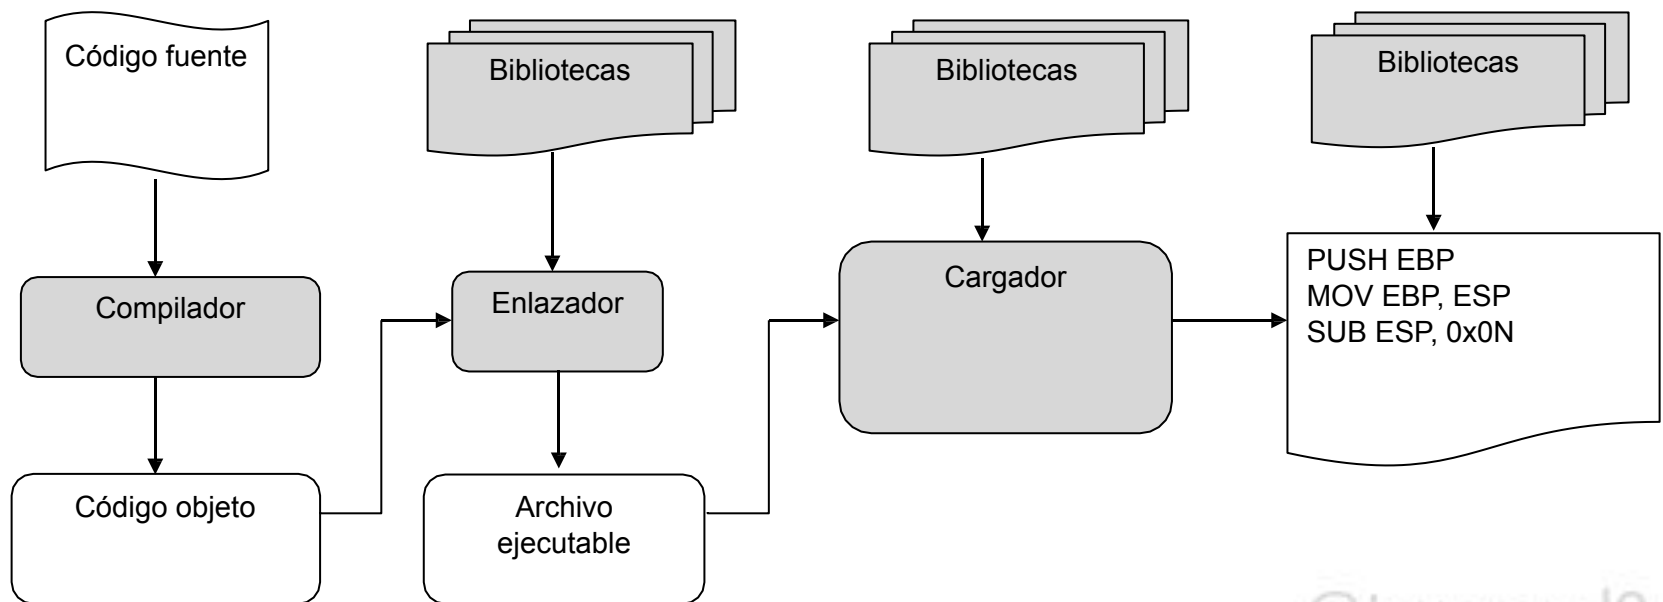 Código fuente
Bibliotecas
Bibliotecas
Bibliotecas
Compilador
Enlazador
Cargador
PUSH EBP
MOV EBP, ESP
SUB ESP, 0x0N
Código objeto
Archivo
ejecutable